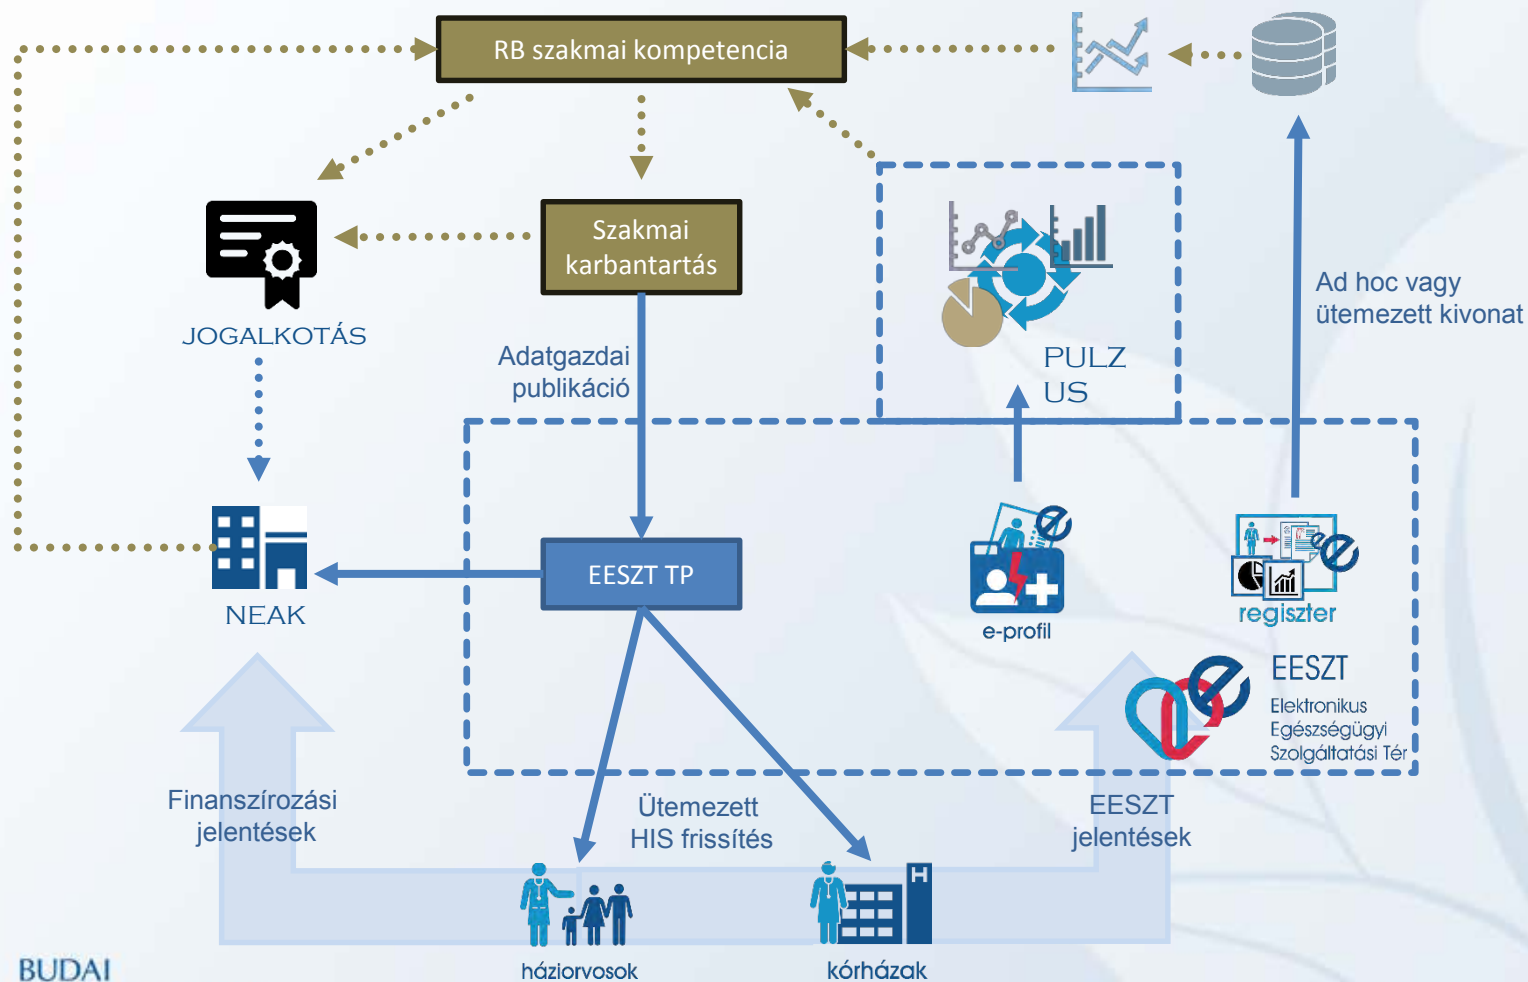 RB szakmai kompetencia
Szakmai
karbantartás
JOGALKOTÁS
Adatgazdai
publikáció
PULZ
US
Ad hoc vagy
ütemezett kivonat
EESZT TP
NEAK
e-profil
regiszter
EESZT
Elektronikus
Egészségügyi
Szolgáltatási Tér
Finanszírozási
jelentések
Ütemezett
HIS frissítés
EESZT
jelentések
H
háziorvosok
kórházak
BUDAI